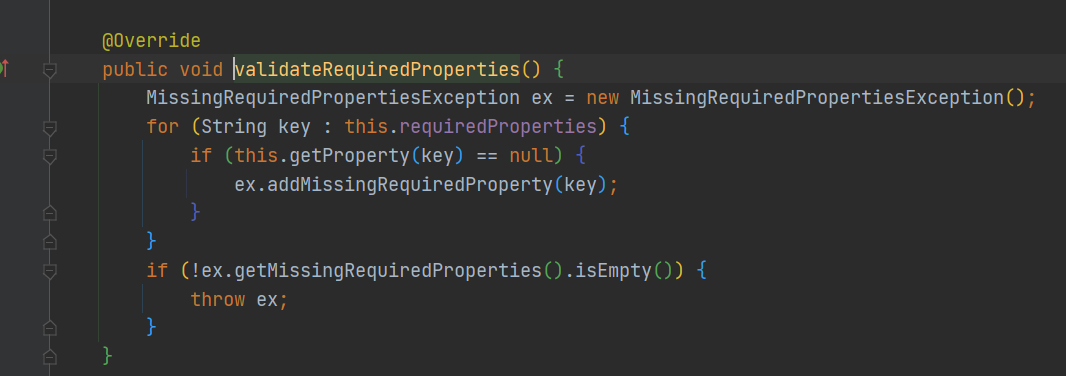 @Override
public void validateRequiredProperties() {
MissingRequiredPropertiesException ex = new MissingRequiredPropertiesException();
for (String key : this.requiredProperties) {
if (this.getProperty(key) == null) {
ex.addMissingRequiredProperty(key);
}
}
if (!ex.getMissingRequiredProperties().isEmpty()) {
throw ex;
}
}